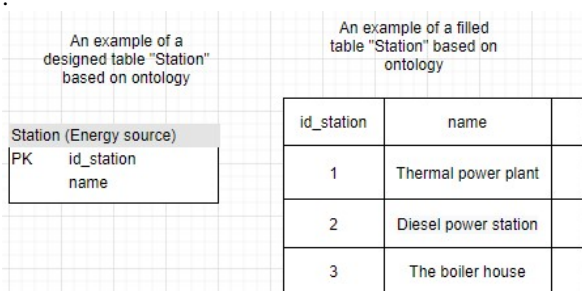 An example of a
designed table "Station"
based on ontology
Station (Energy source)
PK id_station
name
An example of a filled
table "Station" based on
ontology
id_station name
1 Thermal power plant
2 Diesel power station
3 The boiler house